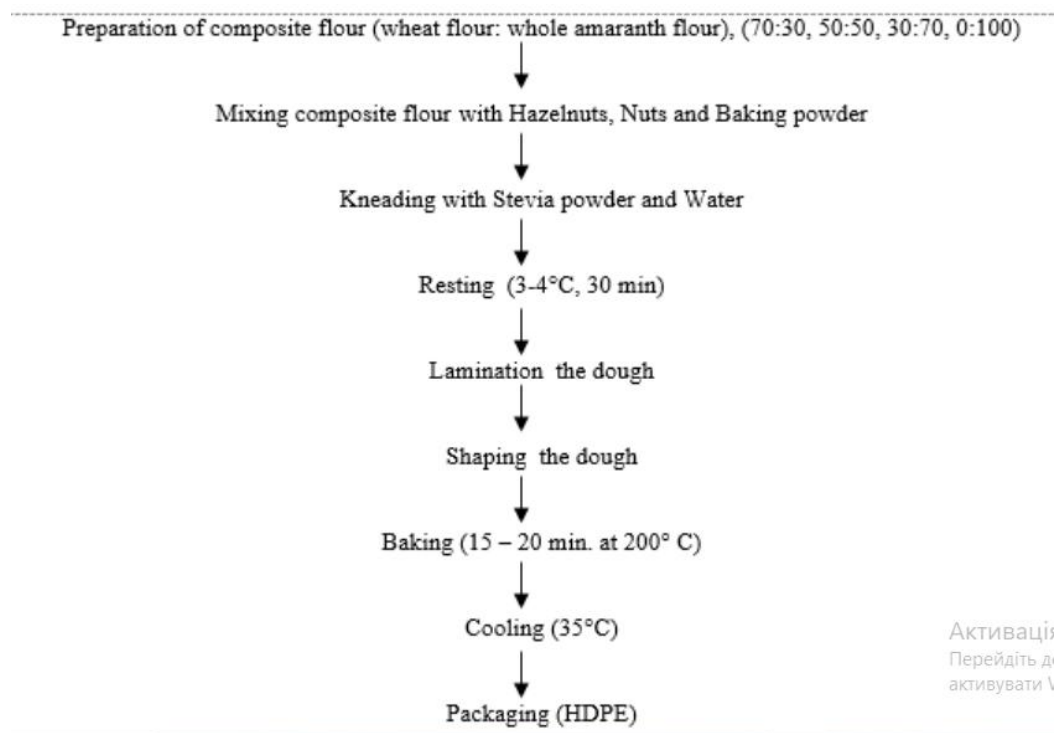 Preparation of composite flour (wheat flour: whole amaranth flour), (70:30, 50:50, 30:70, 0:100)
Mixing composite flour with Hazelnuts, Nuts and Baking powder
Kneading with Stevia powder and Water
Resting (3-4°C, 30 min)
Lamination the dough
Shaping the dough
Baking (15 – 20 min. at 200° C)
Cooling (35°C)
Активація
Перейдіть
активувати
Packaging (HDPE)